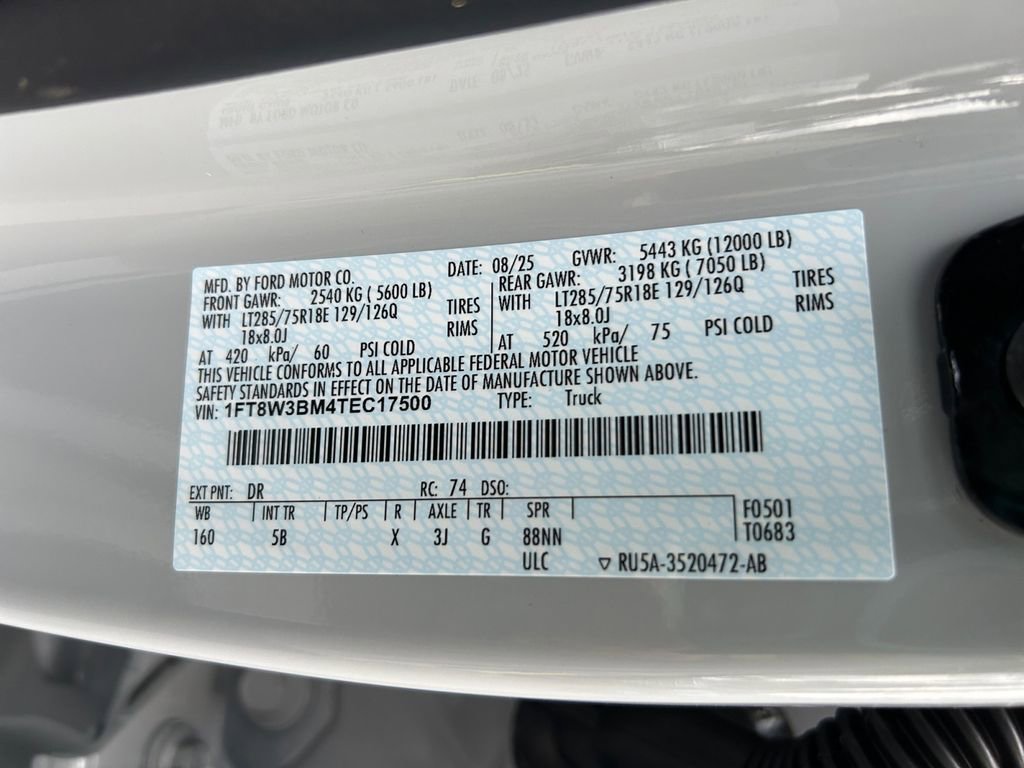 MFD. BY FORD MOTOR CO. DATE: 08/25 GVWR: 5443 KG (12000 LB)
FRONT GAWR: 2540 KG ( 5600 LB) REAR GAWR: 3198 KG ( 7050 LB)
WITH LT285/75R18E 129/126Q TIRES WITH LT285/75R18E 129/126Q TIRES
18x8.0J RIMS 18x8.0J RIMS
AT 420 kPa/ 60 PSI COLD AT 520 kPa/ 75 PSI COLD
THIS VEHICLE CONFORMS TO ALL APPLICABLE FEDERAL MOTOR VEHICLE
SAFETY STANDARDS IN EFFECT ON THE DATE OF MANUFACTURE SHOWN ABOVE.
VIN: 1FT8W3BM4TEC17500 TYPE: Truck
EXT PNT: DR RC: 74 DSO:
WB INT TR TP/PS R AXLE TR SPR F0501
160 5B X 3J G 88NN T0683
ULC RU5A-3520472-AB